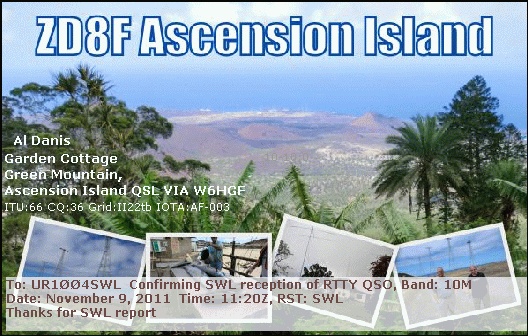 ZD8F Ascension Island
Al Danis
Garden Cottage
Green Mountain,
Ascension Island QSL VIA W6HGF
ITU:66 CQ:36 Grid:II22tb IOTA:AF-003
To: UR1ØØ4SWL Confirming SWL reception of RTTY QSO, Band: 10M
Date: November 9, 2011 Time: 11:20Z, RST: SWL
Thanks for SWL report